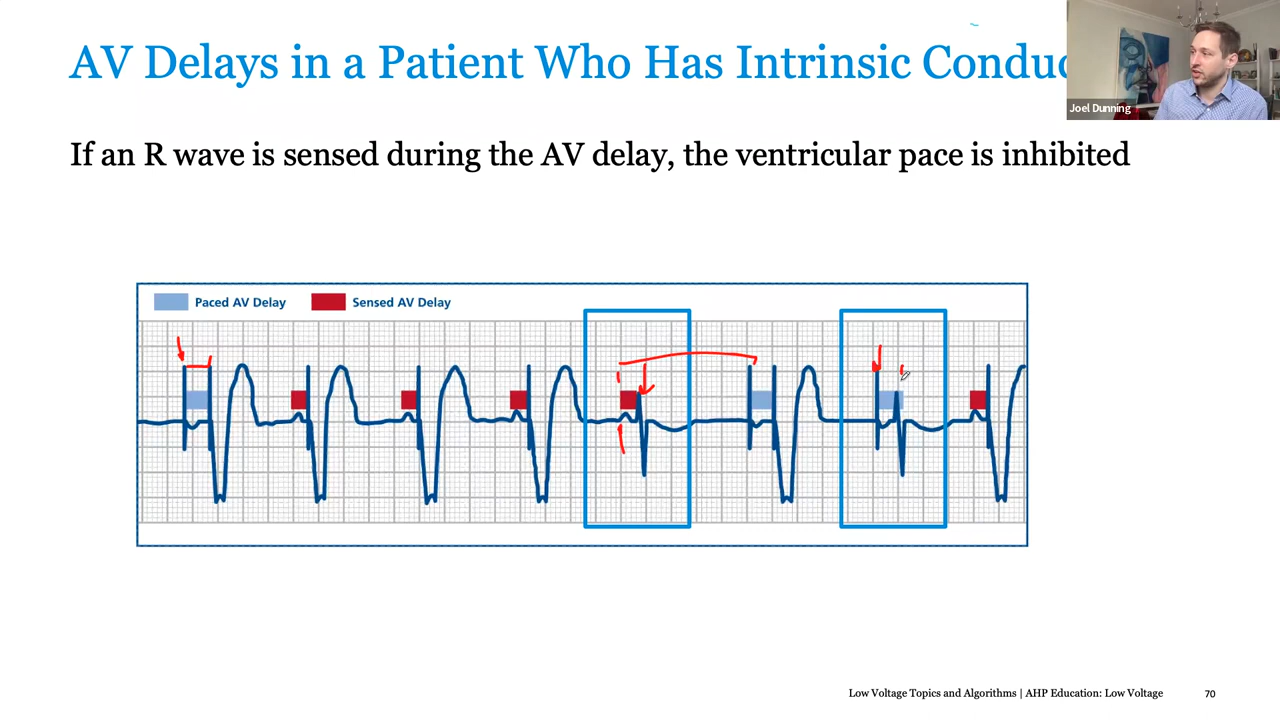 AV Delays in a Patient Who Has Intrinsic
Joel Dunning
If an R wave is sensed during the AV delay, the ventricular pace is inhibited
Paced AV Delay
Sensed AV Delay
Low Voltage Topics and Algorithms | AHP Education: Low Voltage
70